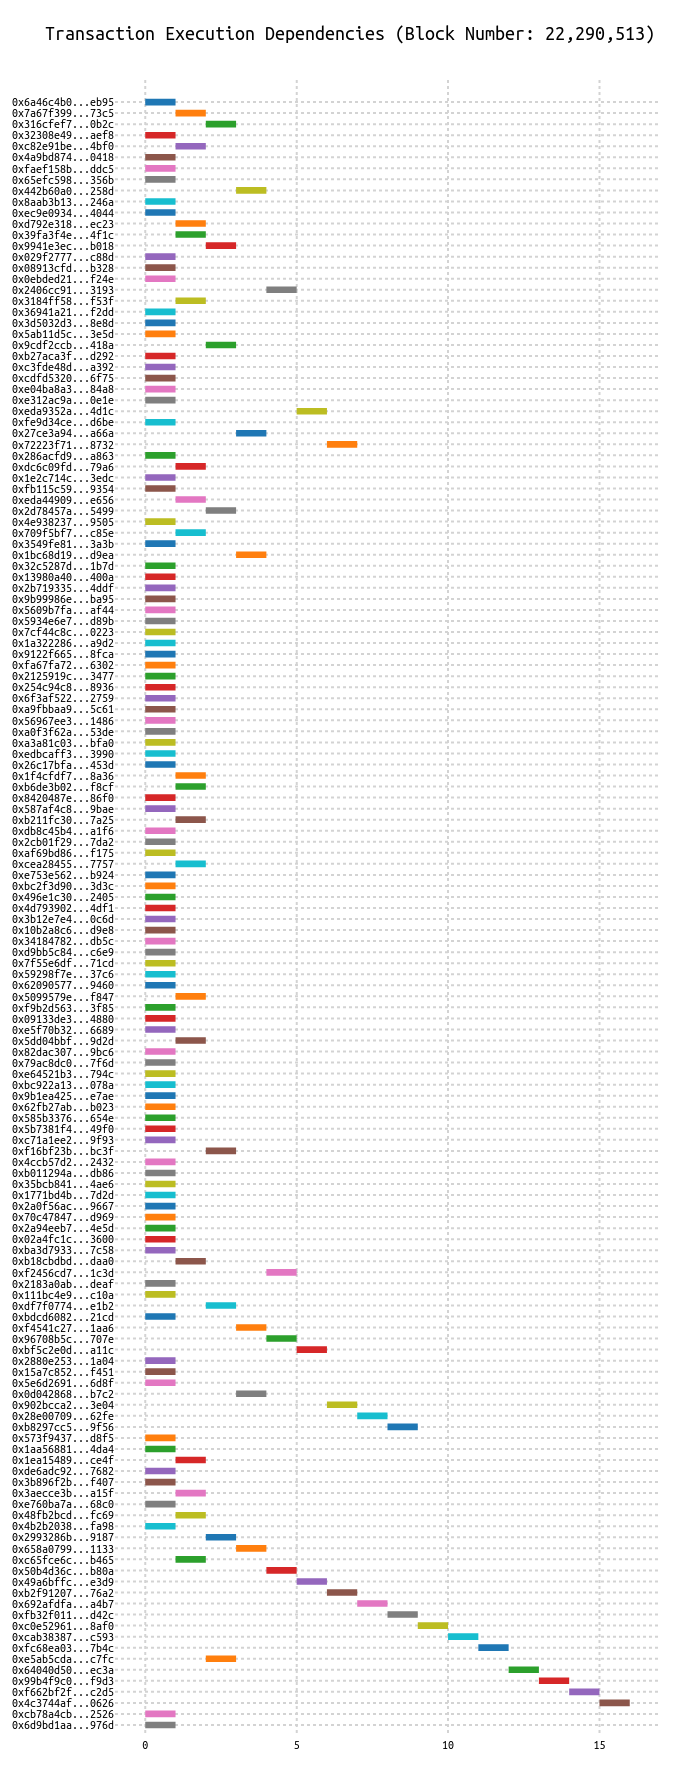 Transaction Execution Dependencies (Block Number: 22,290,513)
0x6a46c4b0...eb95
0x7a67f399...73c5
0x316cfef7...0b2c
0x32308e49...aef8
0xc82e91be...4bf0
0x4a9bd874...0418
0xfaef158b...ddc5
0x65efc598...356b
0x442b60a0...258d
0x8aab3b13...246a
0xec9e0934...4044
0xd792e318...ec23
0x39fa3f4e...4f1c
0x9941e3ec...b018
0x029f2777...c88d
0x08913cfd...b328
0x0ebded21...f24e
0x2406cc91...3193
0x3184ff58...f53f
0x36941a21...f2dd
0x3d5032d3...8e8d
0x5ab11d5c...3e5d
0x9cdf2ccb...418a
0xb27aca3f...d292
0xc3fde48d...a392
0xcdfd5320...6f75
0xe04ba8a3...84a8
0xe312ac9a...0e1e
0xeda9352a...4d1c
0xfe9d34ce...d6be
0x27ce3a94...a66a
0x72223f71...8732
0x286acfd9...a863
0xdc6c09fd...79a6
0x1e2c714c...3edc
0xfb115c59...9354
0xeda44909...e656
0x2d78457a...5499
0x4e938237...9505
0x709f5bf7...c85e
0x3549fe81...3a3b
0x1bc68d19...d9ea
0x32c5287d...1b7d
0x13980a40...400a
0x2b719335...4ddf
0x9b99986e...ba95
0x5609b7fa...af44
0x5934e6e7...d89b
0x7cf44c8c...0223
0x1a322286...a9d2
0x9122f665...8fca
0xfa67fa72...6302
0x2125919c...3477
0x254c94c8...8936
0x6f3af522...2759
0xa9fbbaa9...5c61
0x56967ee3...1486
0xa0f3f62a...53de
0xa3a81c03...bfa0
0xedbcaff3...3990
0x26c17bfa...453d
0x1f4cfdf7...8a36
0xb6de3b02...f8cf
0x8420487e...86f0
0x587af4c8...9bae
0xb211fc30...7a25
0xdb8c45b4...a1f6
0x2cb01f29...7da2
0xaf69bd86...f175
0xcea28455...7757
0xe753e562...b924
0xbc2f3d90...3d3c
0x496e1c30...2405
0x4d793902...4df1
0x3b12e7e4...0c6d
0x10b2a8c6...d9e8
0x34184782...db5c
0xd9bb5c84...c6e9
0x7f55e6df...71cd
0x59298f7e...37c6
0x62090577...9460
0x5099579e...f847
0xf9b2d563...3f85
0x09133de3...4880
0xe5f70b32...6689
0x5dd04bbf...9d2d
0x82dac307...9bc6
0x79ac8dc0...7f6d
0xe64521b3...794c
0xbc922a13...078a
0x9b1ea425...e7ae
0x62fb27ab...b023
0x585b3376...654e
0x5b7381f4...49f0
0xc71a1ee2...9f93
0xf16bf23b...bc3f
0x4ccb57d2...2432
0xb011294a...db86
0x35bcb841...4ae6
0x1771bd4b...7d2d
0x2a0f56ac...9667
0x70c47847...d969
0x2a94eeb7...4e5d
0x02a4fc1c...3600
0xba3d7933...7c58
0xb18cbdbd...daa0
0xf2456cd7...1c3d
0x2183a0ab...deaf
0x111bc4e9...c10a
0xdf7f0774...e1b2
0xbdcd6082...21cd
0xf4541c27...1aa6
0x96708b5c...707e
0xbf5c2e0d...a11c
0x2880e253...1a04
0x15a7c852...f451
0x5e6d2691...6d8f
0x0d042868...b7c2
0x902bcca2...3e04
0x28e00709...62fe
0xb8297cc5...9f56
0x573f9437...d8f5
0x1aa56881...4da4
0x1ea15489...ce4f
0xde6adc92...7682
0x3b896f2b...f407
0x3aecce3b...a15f
0xe760ba7a...68c0
0x48fb2bcd...fc69
0x4b2b2038...fa98
0x2993286b...9187
0x658a0799...1133
0xc65fce6c...b465
0x50b4d36c...b80a
0x49a6bffc...e3d9
0xb2f91207...76a2
0x692afdfa...a4b7
0xfb32f011...d42c
0xc0e52961...8af0
0xcab38387...c593
0xfc68ea03...7b4c
0xe5ab5cda...c7fc
0x64040d50...ec3a
0x99b4f9c0...f9d3
0xf662bf2f...c2d5
0x4c3744af...0626
0xcb78a4cb...2526
0x6d9bd1aa...976d
0 5 10 15